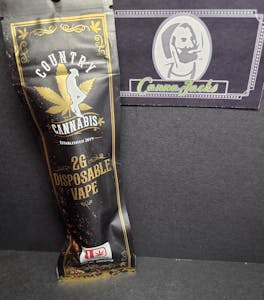 COUNTRY
CANNABIS
ESTABLISHED 2017
2G
DISPOSABLE
VAPE
CannaJacks